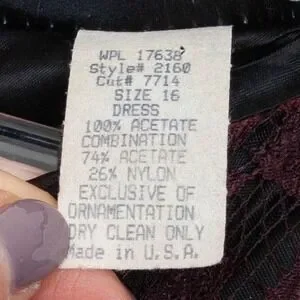 WPL 17638
Style# 2160
Cut# 7714
SIZE 16
DRESS
100% ACETATE
COMBINATION
74% ACETATE
26% NYLON
EXCLUSIVE OF
ORNAMENTATION
DRY CLEAN ONLY
Made in U.S.A.